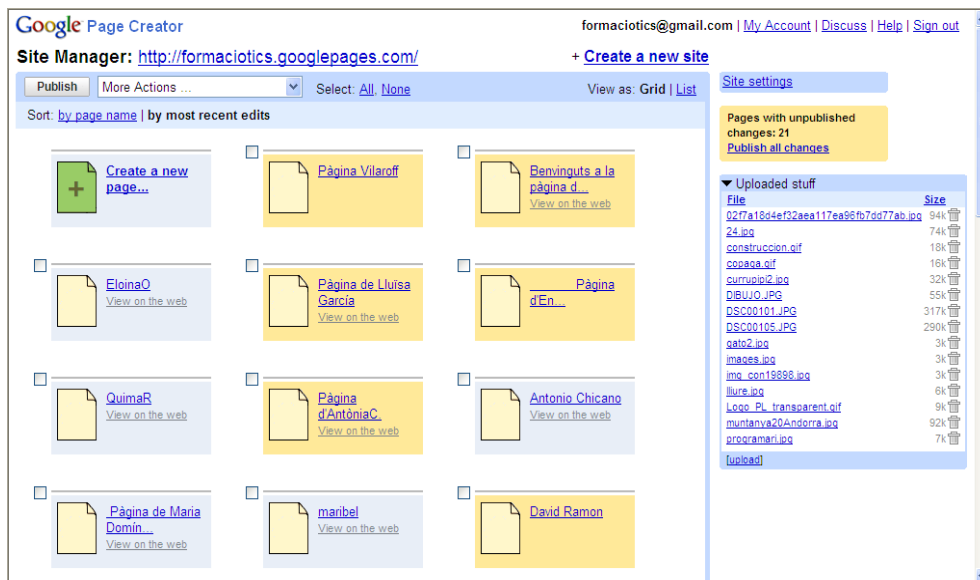 Google Page Creator
formaciotics@gmail.com | My Account | Discuss | Help | Sign out
Site Manager: http://formaciotics.googlepages.com/
+ Create a new site
Publish More Actions ... Select: All, None View as: Grid | List
Sort: by page name | by most recent edits
Create a new
page...
Pàgina Vilaroff
Benvinguts a la
pàgina d...
View on the web
EloinaO
View on the web
Pàgina de Lluïsa
García
View on the web
______ Pàgina
d'En...
QuimaR
View on the web
Pàgina
d'AntòniaC.
View on the web
Antonio Chicano
View on the web
_Pàgina de Maria
Domín...
View on the web
maribel
View on the web
David Ramon
Site settings
Pages with unpublished
changes: 21
Publish all changes
Uploaded stuff
File Size
02f7a18d4ef32aea117ea96fb7dd77ab.jpg 94k
24.jpg 74k
construccion.gif 18k
copaqa.gif 16k
currupipi2.jpg 32k
DIBUJO.JPG 55k
DSC00101.JPG 317k
DSC00105.JPG 290k
gato2.jpg 3k
images.jpg 3k
img_con19898.jpg 3k
lliure.jpg 6k
Logo_PL_transparent.gif 9k
muntanya20Andorra.jpg 92k
programari.jpg 7k
[upload]